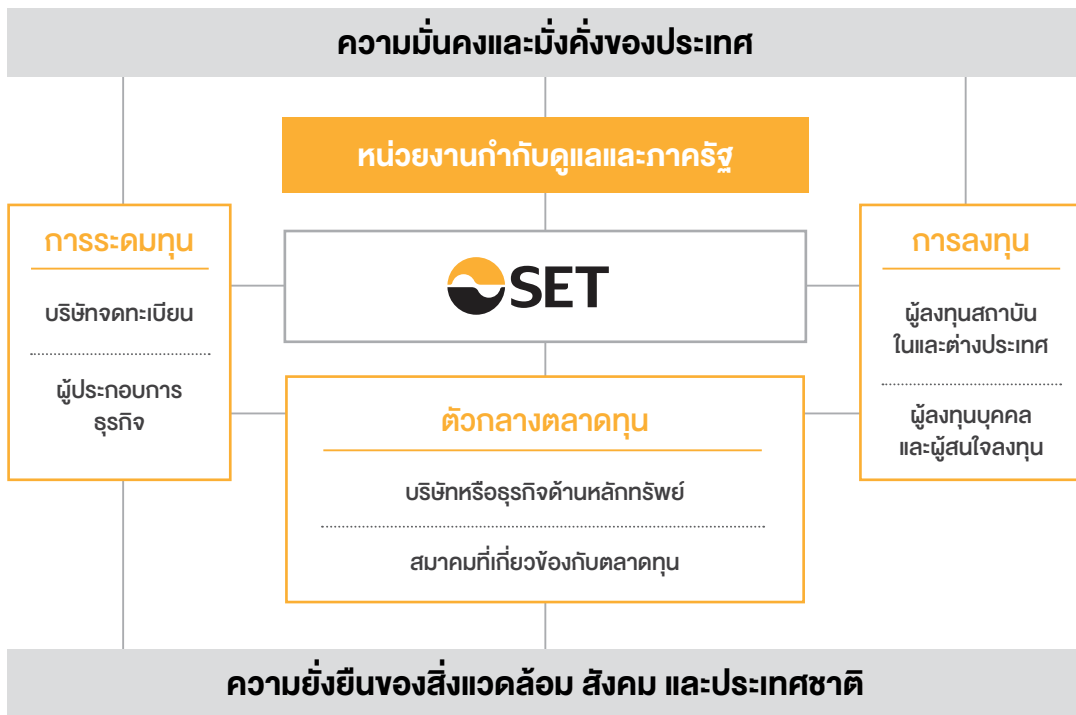 ความมั่นคงและมั่งคั่งของประเทศ
หน่วยงานกำกับดูแลและภาครัฐ
การระดมทุน
บริษัทจดทะเบียน
ผู้ประกอบการ
ธุรกิจ
SET
การลงทุน
ผู้ลงทุนสถาบัน
ในและต่างประเทศ
ผู้ลงทุนบุคคล
และผู้สนใจลงทุน
ตัวกลางตลาดทุน
บริษัทหรือธุรกิจด้านหลักทรัพย์
สมาคมที่เกี่ยวข้องกับตลาดทุน
ความยั่งยืนของสิ่งแวดล้อม สังคม และประเทศชาติ